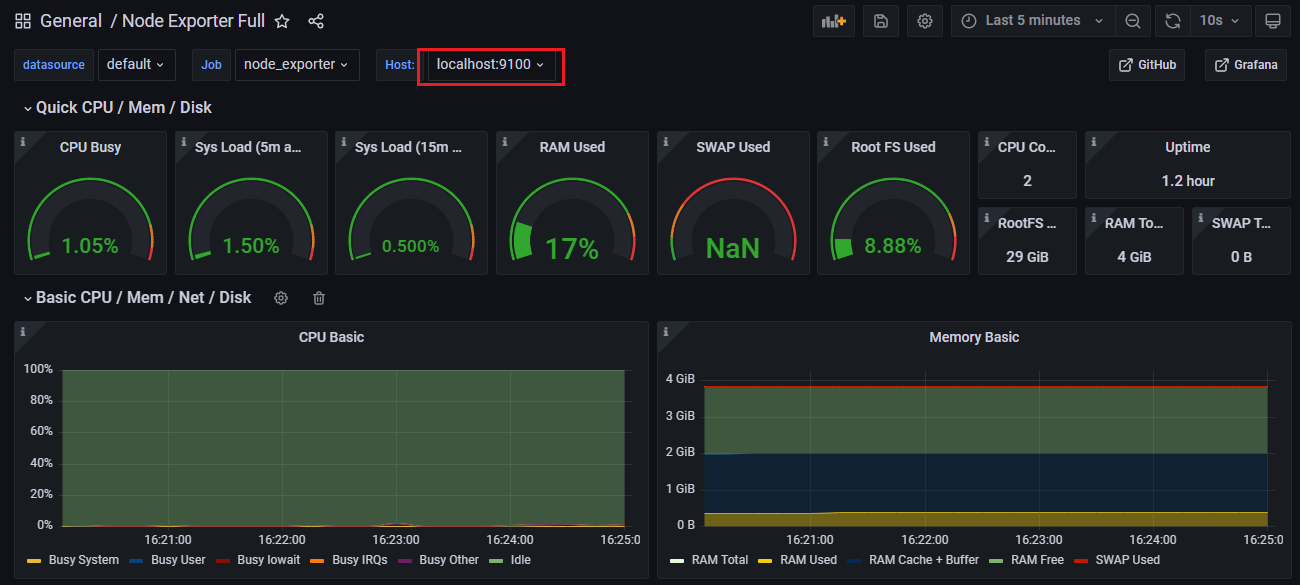 General / Node Exporter Full
Last 5 minutes
10s
datasource default Job node_exporter Host: localhost:9100 GitHub Grafana
Quick CPU / Mem / Disk
CPU Busy
1.05%
Sys Load (5m a...
1.50%
Sys Load (15m ...
0.500%
RAM Used
17%
SWAP Used
NaN
Root FS Used
8.88%
CPU Co...
2
Uptime
1.2 hour
RootFS ...
29 GiB
RAM To...
4 GiB
SWAP T...
0 B
Basic CPU / Mem / Net / Disk
CPU Basic
100%
80%
60%
40%
20%
0%
16:21:00 16:22:00 16:23:00 16:24:00 16:25:0
Busy System Busy User Busy Iowait Busy IRQs Busy Other Idle
Memory Basic
4 GiB
3 GiB
2 GiB
1 GiB
0 B
16:21:00 16:22:00 16:23:00 16:24:00 16:25:0
RAM Total RAM Used RAM Cache + Buffer RAM Free SWAP Used